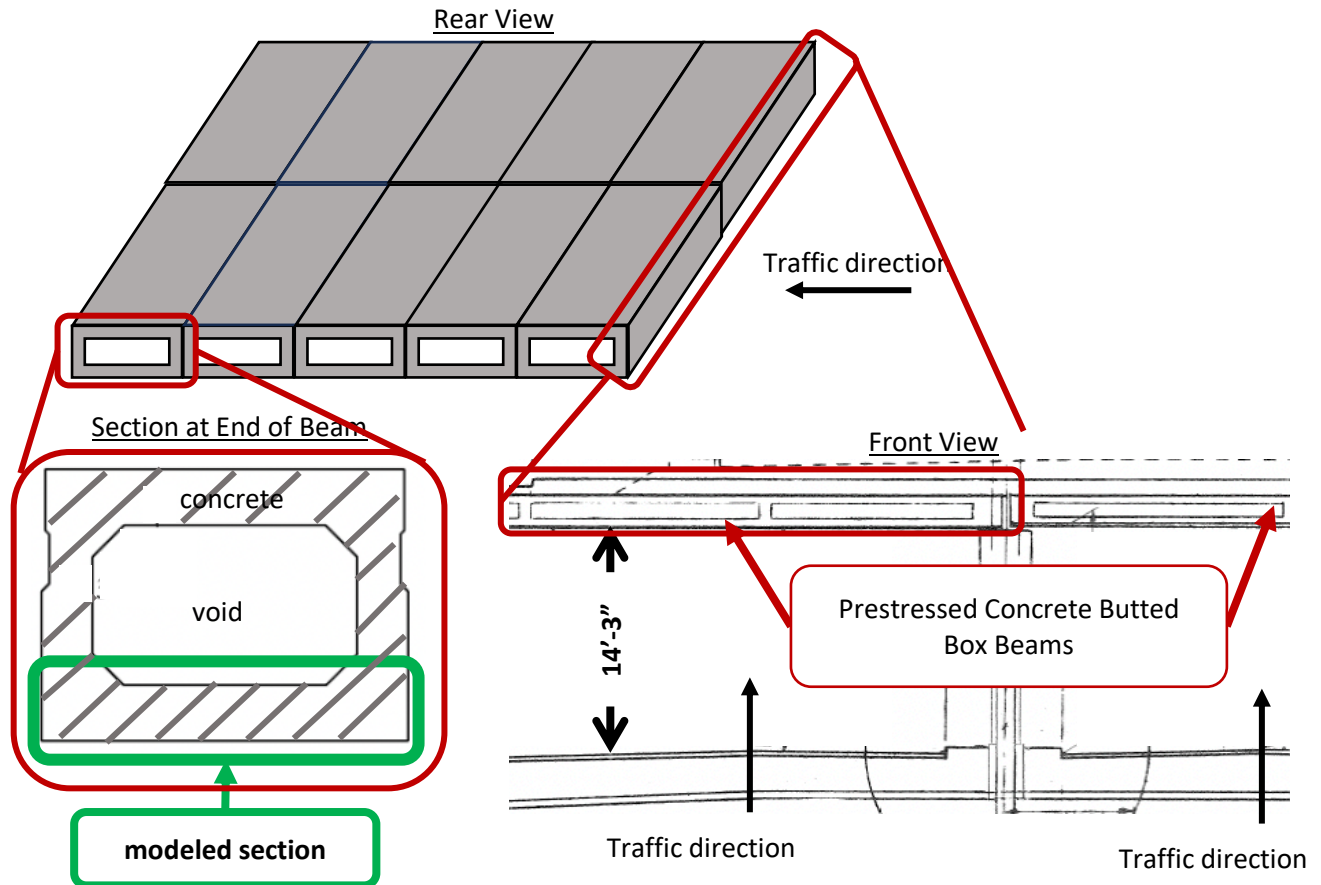 Rear View
Traffic direction
Section at End of Beam
concrete
void
modeled section
Front View
14’-3”
Prestressed Concrete Butted
Box Beams
Traffic direction
Traffic direction